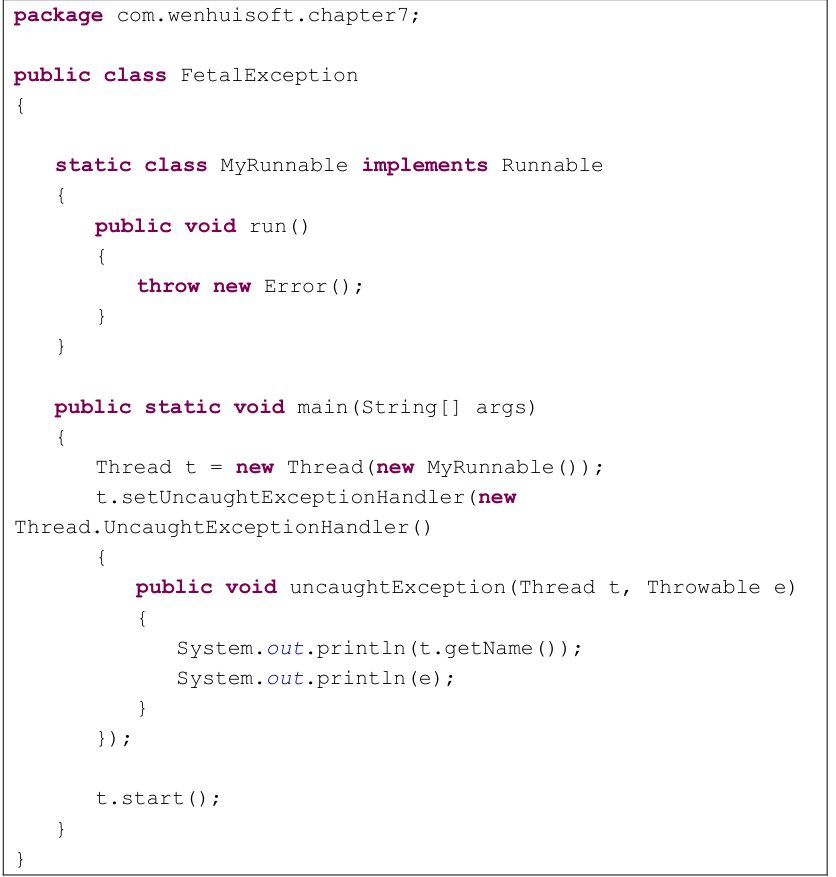 package com.wenhuisoft.chapter7;
public class FetalException
{
static class MyRunnable implements Runnable
{
public void run()
{
throw new Error();
}
}
public static void main(String[] args)
{
Thread t = new Thread(new MyRunnable());
t.setUncaughtExceptionHandler(new
Thread.UncaughtExceptionHandler()
{
public void uncaughtException(Thread t, Throwable e)
{
System.out.println(t.getName());
System.out.println(e);
}
});
t.start();
}
}